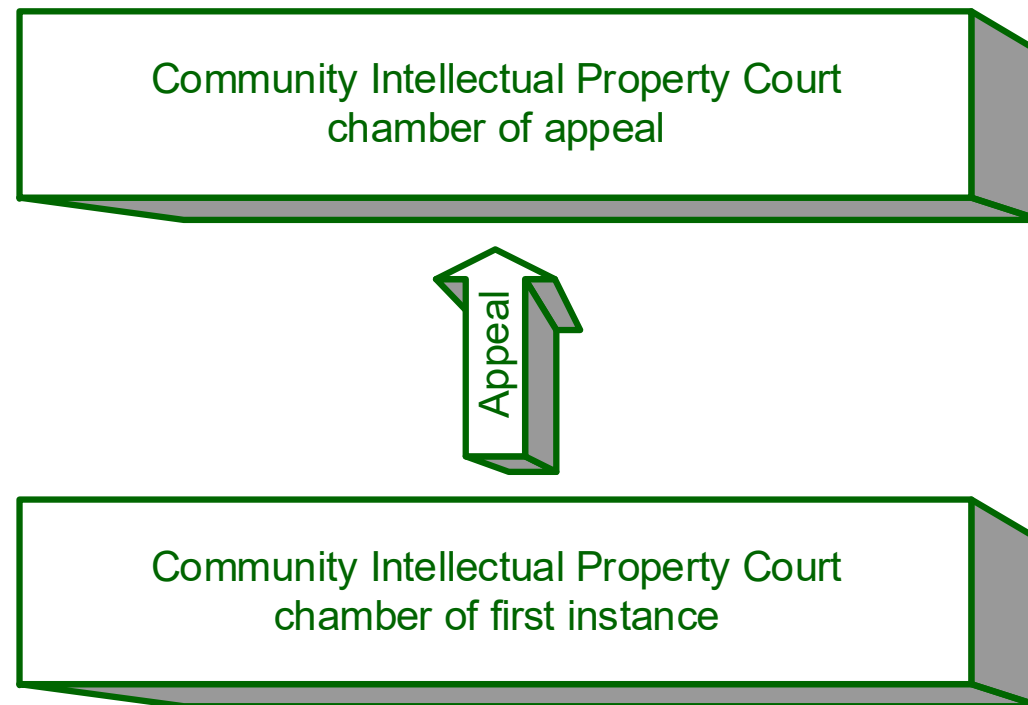 Community Intellectual Property Court
chamber of appeal
Appeal
Community Intellectual Property Court
chamber of first instance